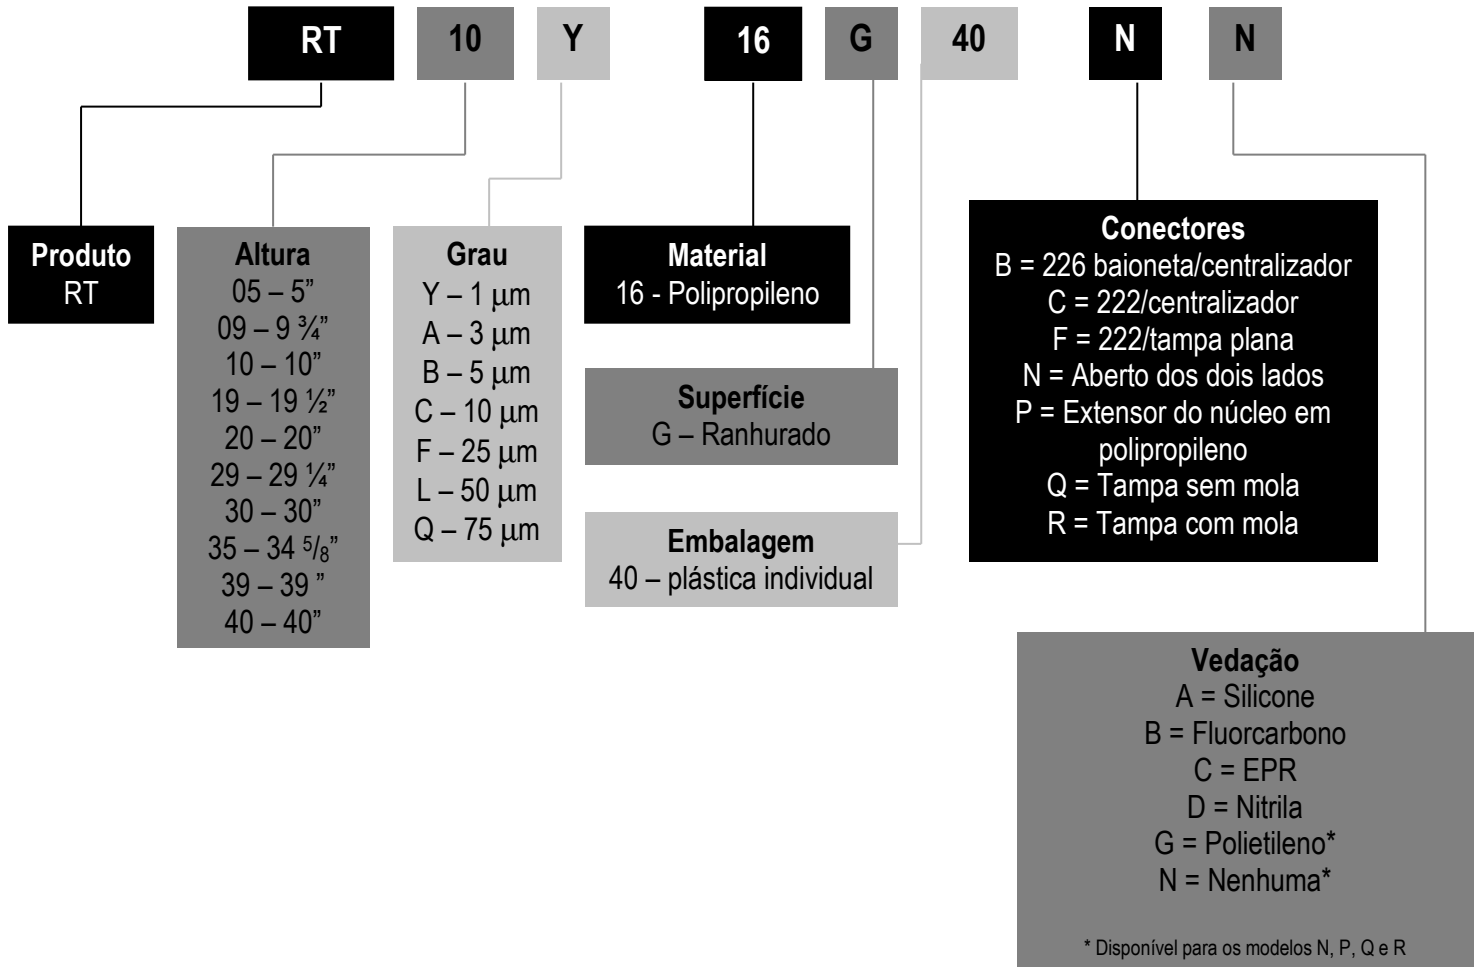 RT 10 Y 16 G 40 N N
Produto
RT
Altura
05 – 5”
09 – 9 ¾”
10 – 10”
19 – 19 ½”
20 – 20”
29 – 29 ¼”
30 – 30”
35 – 34 5/8”
39 – 39 ”
40 – 40”
Grau
Y – 1 μm
A – 3 μm
B – 5 μm
C – 10 μm
F – 25 μm
L – 50 μm
Q – 75 μm
Material
16 - Polipropileno
Superfície
G – Ranhurado
Embalagem
40 – plástica individual
Conectores
B = 226 baioneta/centralizador
C = 222/centralizador
F = 222/tampa plana
N = Aberto dos dois lados
P = Extensor do núcleo em
polipropileno
Q = Tampa sem mola
R = Tampa com mola
Vedação
A = Silicone
B = Fluorcarbono
C = EPR
D = Nitrila
G = Polietileno*
N = Nenhuma*
* Disponível para os modelos N, P, Q e R